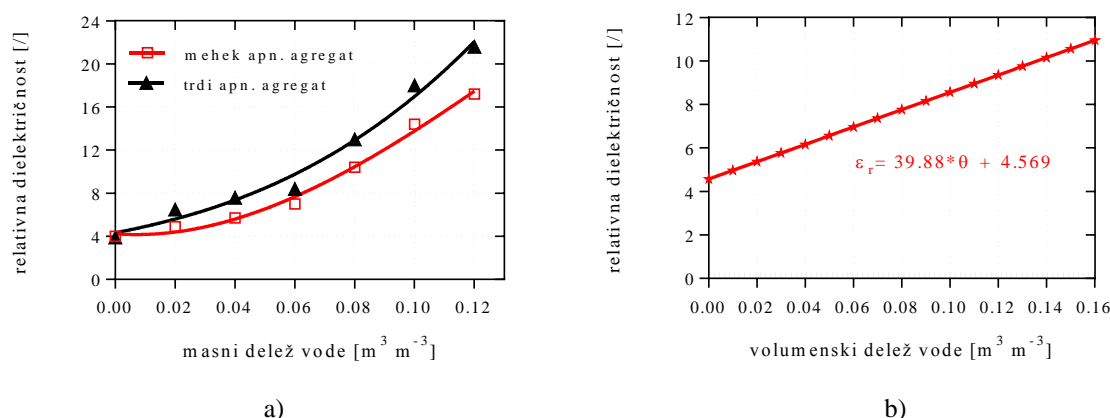 relativna dielektričnost [/]
24
20
16
12
8
4
0
mehek apn. agregat
trdi apn. agregat
0.00 0.02 0.04 0.06 0.08 0.10 0.12
masni delež vode [m³ m⁻³]
a)
relativna dielektričnost [/]
12
10
8
6
4
2
0
εᵣ= 39.88*θ + 4.569
0.00 0.02 0.04 0.06 0.08 0.10 0.12 0.14 0.16
volumenski delež vode [m³ m⁻³]
b)